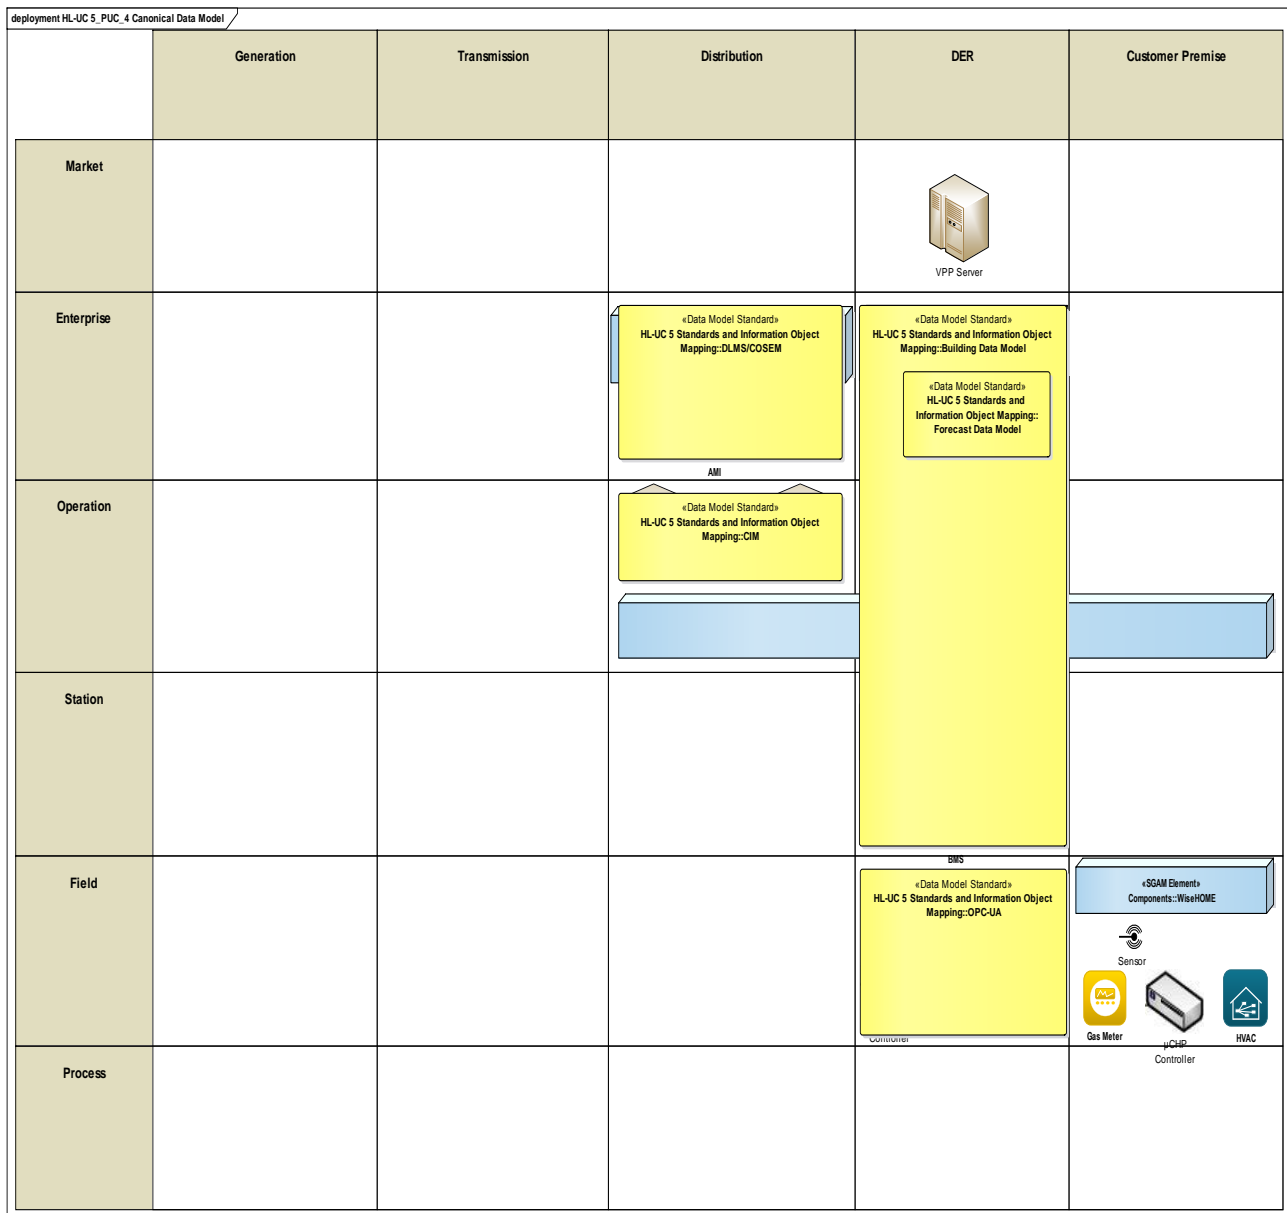 deployment HL-UC 5_PUC_4 Canonical Data Model
Generation
Transmission
Distribution
DER
Customer Premise
Market
VPP Server
Enterprise
«Data Model Standard»
HL-UC 5 Standards and Information Object
Mapping::DLMS/COSEM
AMI
«Data Model Standard»
HL-UC 5 Standards and Information Object
Mapping::Building Data Model
«Data Model Standard»
HL-UC 5 Standards and
Information Object Mapping::
Forecast Data Model
Operation
«Data Model Standard»
HL-UC 5 Standards and Information Object
Mapping::CIM
Station
BMS
Field
«Data Model Standard»
HL-UC 5 Standards and Information Object
Mapping::OPC-UA
Controller
«SGAM Element»
Components::WiseHOME
Sensor
Gas Meter
µCHP
Controller
HVAC
Process